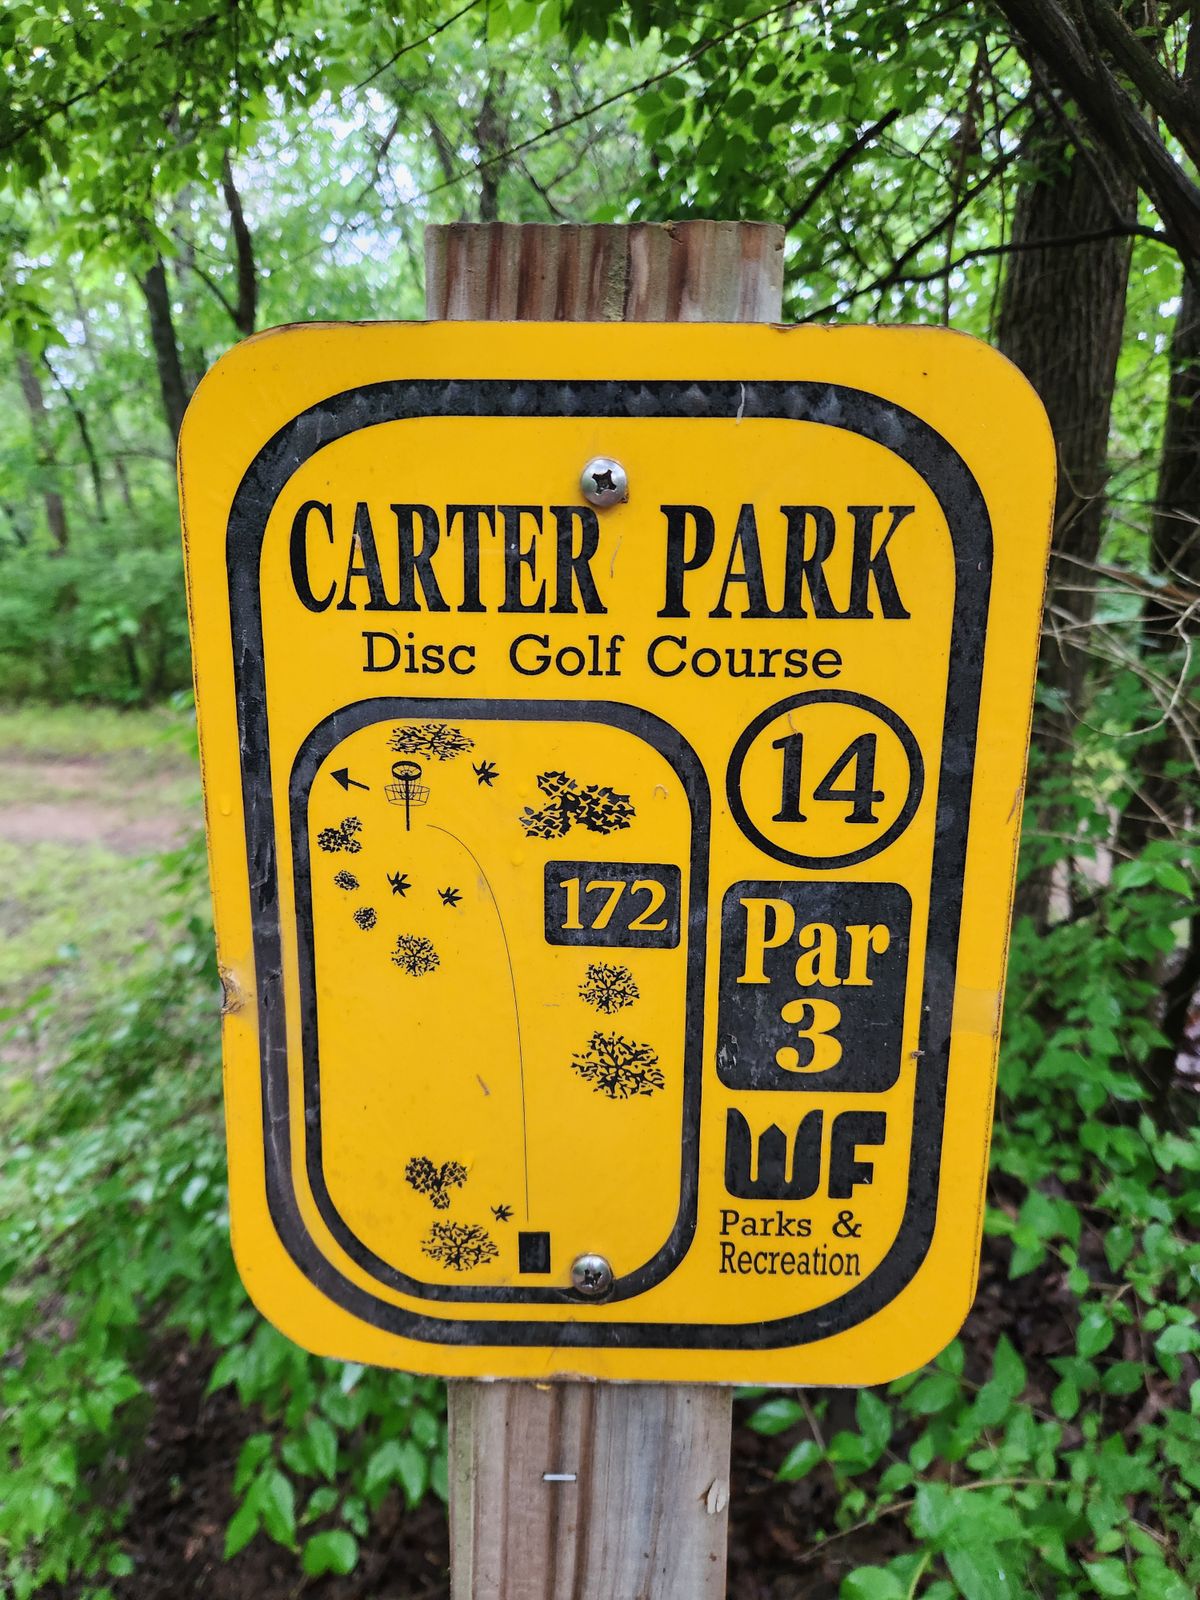 CARTER PARK
Disc Golf Course
14
172
Par
3
WF
Parks &
Recreation